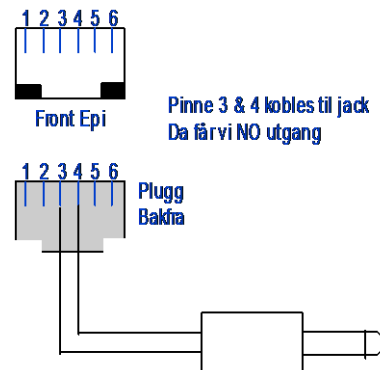 1 2 3 4 5 6
Front Epi
Pinne 3 & 4 kobles til jack
Da får vi NO utgang
1 2 3 4 5 6
Plugg
Bakfra